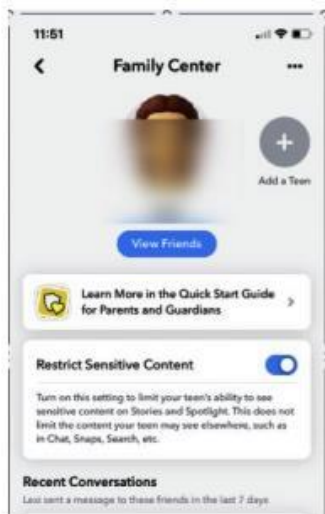 11:51
Family Center
Add a Teen
View Friends
Learn More in the Quick Start Guide
for Parents and Guardians
Restrict Sensitive Content
Turn on this setting to limit your teen's ability to see
sensitive content on Stories and Spotlight. This does not
limit the content your teen may see elsewhere, such as
in Chat, Snaps, Search, etc.
Recent Conversations
Last sent a message to these friends in the last 7 days